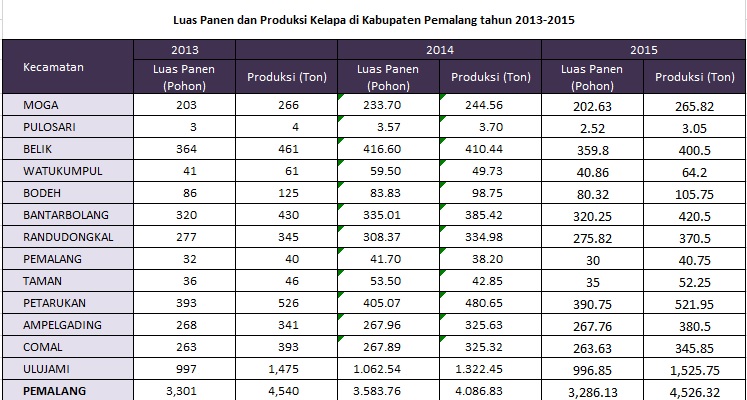 Luas Panen dan Produksi Kelapa di Kabupaten Pemalang tahun 2013-2015
Kecamatan 2013 2014 2015
Luas Panen (Pohon) Produksi (Ton) Luas Panen (Pohon) Produksi (Ton) Luas Panen (Pohon) Produksi (Ton)
MOGA 203 266 233.70 244.56 202.63 265.82
PULOSARI 3 4 3.57 3.70 2.52 3.05
BELIK 364 461 416.60 410.44 359.8 400.5
WATUKUMPUL 41 61 59.50 49.73 40.86 64.2
BODEH 86 125 83.83 98.75 80.32 105.75
BANTARBOLANG 320 430 335.01 385.42 320.25 420.5
RANDUDONGKAL 277 345 308.37 334.98 275.82 370.5
PEMALANG 32 40 41.70 38.20 30 40.75
TAMAN 36 46 53.50 42.85 35 52.25
PETARUKAN 393 526 405.07 480.65 390.75 521.95
AMPELGADING 268 341 267.96 325.63 267.76 380.5
COMAL 263 393 267.89 325.32 263.63 345.85
ULUJAMI 997 1,475 1.062.54 1.322.45 996.85 1,525.75
PEMALANG 3,301 4,540 3.583.76 4.086.83 3,286.13 4,526.32